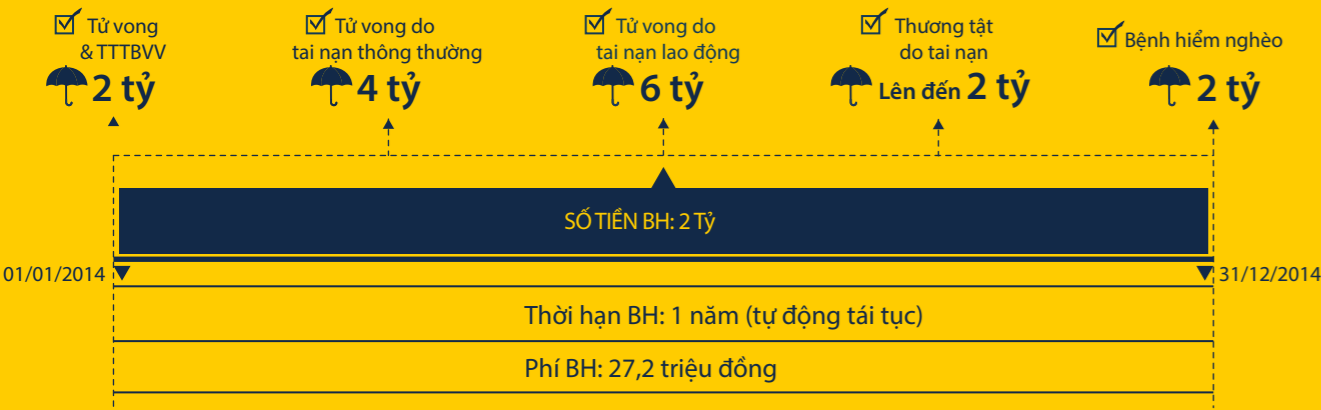 Tử vong
& TTTBVV
2 tỷ
Tử vong do
tai nạn thông thường
4 tỷ
Tử vong do
tai nạn lao động
6 tỷ
Thương tật
do tai nạn
Lên đến 2 tỷ
Bệnh hiểm nghèo
2 tỷ
SỐ TIỀN BH: 2 Tỷ
01/01/2014
31/12/2014
Thời hạn BH: 1 năm (tự động tái tục)
Phí BH: 27,2 triệu đồng